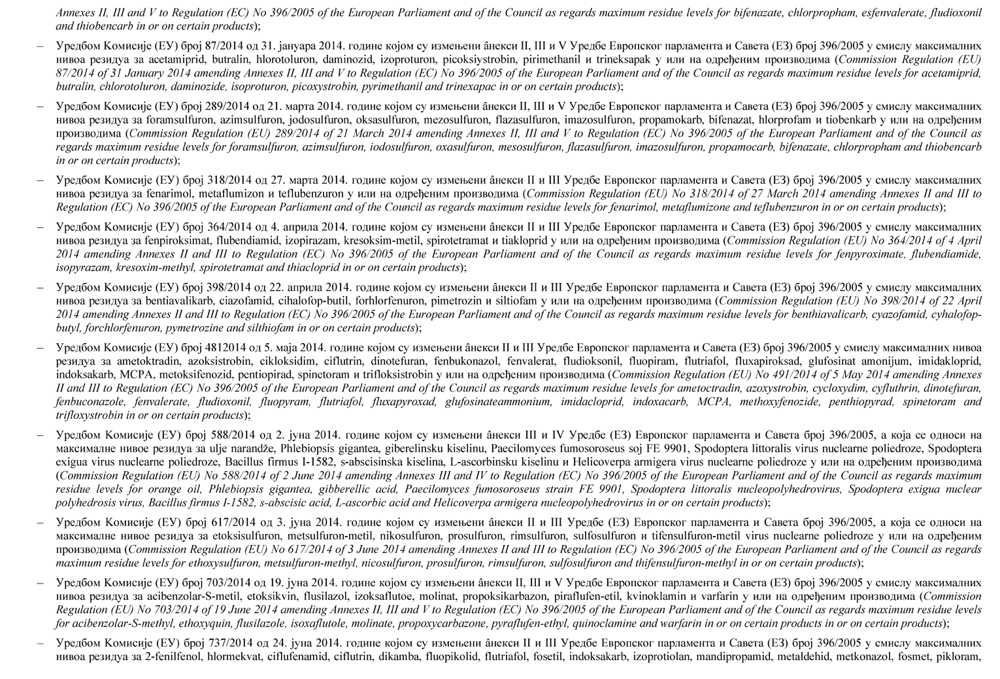 Annexes II, III and V to Regulation (EC) No 396/2005 of the European Parliament and of the Council as regards maximum residue levels for bifenazate, chlorpropham, esfenvalerate, fludioxonil
and thiobencarb in or on certain products);
– Уредбом Комисије (ЕУ) број 87/2014 од 31. јануара 2014. године којом су измењени âнекси II, III и V Уредбе Европског парламента и Савета (ЕЗ) број 396/2005 у смислу максималних
нивоа резидуа за acetamiprid, butralin, hlorotoluron, daminozid, izoproturon, picoksiystrobin, pirimethanil и trineksapak у или на одређеним производима (Commission Regulation (EU)
87/2014 of 31 January 2014 amending Annexes II, III and V to Regulation (EC) No 396/2005 of the European Parliament and of the Council as regards maximum residue levels for acetamiprid,
butralin, chlorotoluron, daminozide, isoproturon, picoxystrobin, pyrimethanil and trinexapac in or on certain products);
– Уредбом Комисије (ЕУ) број 289/2014 од 21. марта 2014. године којом су измењени âнекси II, III и V Уредбе Европског парламента и Савета (ЕЗ) број 396/2005 у смислу максималних
нивоа резидуа за foramsulfuron, azimsulfuron, jodosulfuron, oksasulfuron, mezosulfuron, flazasulfuron, imazosulfuron, propamokarb, bifenazat, hlorprofam и tiobenkarb у или на одређеним
производима (Commission Regulation (EU) 289/2014 of 21 March 2014 amending Annexes II, III and V to Regulation (EC) No 396/2005 of the European Parliament and of the Council as
regards maximum residue levels for foramsulfuron, azimsulfuron, iodosulfuron, oxasulfuron, mesosulfuron, flazasulfuron, imazosulfuron, propamocarb, bifenazate, chlorpropham and thiobencarb
in or on certain products);
– Уредбом Комисије (ЕУ) број 318/2014 од 27. марта 2014. године којом су измењени âнекси II и III Уредбе Европског парламента и Савета (ЕЗ) број 396/2005 у смислу максималних
нивоа резидуа за fenarimol, metaflumizon и teflubenzuron у или на одређеним производима (Commission Regulation (EU) No 318/2014 of 27 March 2014 amending Annexes II and III to
Regulation (EC) No 396/2005 of the European Parliament and of the Council as regards maximum residue levels for fenarimol, metaflumizone and teflubenzuron in or on certain products);
– Уредбом Комисије (ЕУ) број 364/2014 од 4. априла 2014. године којом су измењени âнекси II и III Уредбе Европског парламента и Савета (ЕЗ) број 396/2005 у смислу максималних
нивоа резидуа за fenpiroksimat, flubendiamid, izopirazam, kresoksim-metil, spirotetramat и tiakloprid у или на одређеним производима (Commission Regulation (EU) No 364/2014 of 4 April
2014 amending Annexes II and III to Regulation (EC) No 396/2005 of the European Parliament and of the Council as regards maximum residue levels for fenpyroximate, flubendiamide,
isopyrazam, kresoxim-methyl, spirotetramat and thiacloprid in or on certain products);
– Уредбом Комисије (ЕУ) број 398/2014 од 22. априла 2014. године којом су измењени âнекси II и III Уредбе Европског парламента и Савета (ЕЗ) број 396/2005 у смислу максималних
нивоа резидуа за bentiavalikarb, ciazofamid, cihalofop-butil, forhlorfenuron, pimetrozin и siltiofam у или на одређеним производима (Commission Regulation (EU) No 398/2014 of 22 April
2014 amending Annexes II and III to Regulation (EC) No 396/2005 of the European Parliament and of the Council as regards maximum residue levels for benthiavalicarb, cyazofamid, cyhalofop-
butyl, forchlorfenuron, pymetrozine and silthiofam in or on certain products);
– Уредбом Комисије (ЕУ) број 4812014 од 5. маја 2014. године којом су измењени âнекси II и III Уредбе Европског парламента и Савета (ЕЗ) број 396/2005 у смислу максималних нивоа
резидуа за ametoktradin, azoksistrobin, cikloksidim, ciflutrin, dinotefuran, fenbukonazol, fenvalerat, fludioksonil, fluopiram, flutriafol, fluxapiroksad, glufosinat amonijum, imidakloprid,
indoksakarb, MCPA, metoksifenozid, pentiopirad, spinetoram и trifloksistrobin у или на одређеним производима (Commission Regulation (EU) No 491/2014 of 5 May 2014 amending Annexes
II and III to Regulation (EC) No 396/2005 of the European Parliament and of the Council as regards maximum residue levels for ametoctradin, azoxystrobin, cycloxydim, cyfluthrin, dinotefuran,
fenbuconazole, fenvalerate, fludioxonil, fluopyram, flutriafol, fluxapyroxad, glufosinateammonium, imidacloprid, indoxacarb, MCPA, methoxyfenozide, penthiopyrad, spinetoram and
trifloxystrobin in or on certain products);
– Уредбом Комисије (ЕУ) број 588/2014 од 2. јуна 2014. године којом су измењени âнекси III и IV Уредбе (ЕЗ) Европског парламента и Савета број 396/2005, а која се односи на
максималне нивое резидуа за ulje narandže, Phlebiopsis gigantea, giberelinsku kiselinu, Paecilomyces fumosoroseus soj FE 9901, Spodoptera littoralis virus nuclearne poliedroze, Spodoptera
exigua virus nuclearne poliedroze, Bacillus firmus I-1582, s-abscisinska kiselina, L-ascorbinsku kiselinu и Helicoverpa armigera virus nuclearne poliedroze у или на одређеним производима
(Commission Regulation (EU) No 588/2014 of 2 June 2014 amending Annexes III and IV to Regulation (EC) No 396/2005 of the European Parliament and of the Council as regards maximum
residue levels for orange oil, Phlebiopsis gigantea, gibberellic acid, Paecilomyces fumosoroseus strain FE 9901, Spodoptera littoralis nucleopolyhedrovirus, Spodoptera exigua nuclear
polyhedrosis virus, Bacillus firmus I-1582, s-abscisic acid, L-ascorbic acid and Helicoverpa armigera nucleopolyhedrovirus in or on certain products);
– Уредбом Комисије (ЕУ) број 617/2014 од 3. јуна 2014. године којом су измењени âнекси II и III Уредбе (ЕЗ) Европског парламента и Савета број 396/2005, а која се односи на
максималне нивое резидуа за etoksisulfuron, metsulfuron-metil, nikosulfuron, prosulfuron, rimsulfuron, sulfosulfuron и tifensulfuron-metil virus nuclearne poliedroze у или на одређеним
производима (Commission Regulation (EU) No 617/2014 of 3 June 2014 amending Annexes II and III to Regulation (EC) No 396/2005 of the European Parliament and of the Council as regards
maximum residue levels for ethoxysulfuron, metsulfuron-methyl, nicosulfuron, prosulfuron, rimsulfuron, sulfosulfuron and thifensulfuron-methyl in or on certain products);
– Уредбом Комисије (ЕУ) број 703/2014 од 19. јуна 2014. године којом су измењени âнекси II, III и V Уредбе Европског парламента и Савета (ЕЗ) број 396/2005 у смислу максималних
нивоа резидуа за acibenzolar-S-metil, etoksikvin, flusilazol, izoksaflutoe, molinat, propoksikarbazon, piraflufen-etil, kvinoklamin и varfarin у или на одређеним производима (Commission
Regulation (EU) No 703/2014 of 19 June 2014 amending Annexes II, III and V to Regulation (EC) No 396/2005 of the European Parliament and of the Council as regards maximum residue levels
for acibenzolar-S-methyl, ethoxyquin, flusilazole, isoxaflutole, molinate, propoxycarbazone, pyraflufen-ethyl, quinoclamine and warfarin in or on certain products in or on certain products);
– Уредбом Комисије (ЕУ) број 737/2014 од 24. јуна 2014. године којом су измењени âнекси II и III Уредбе Европског парламента и Савета (ЕЗ) број 396/2005 у смислу максималних
нивоа резидуа за 2-fenilfenol, hlormekvat, ciflufenamid, ciflutrin, dikamba, fluopikolid, flutriafol, fosetil, indoksakarb, izoprotiolan, mandipropamid, metaldehid, metkonazol, fosmet, pikloram,